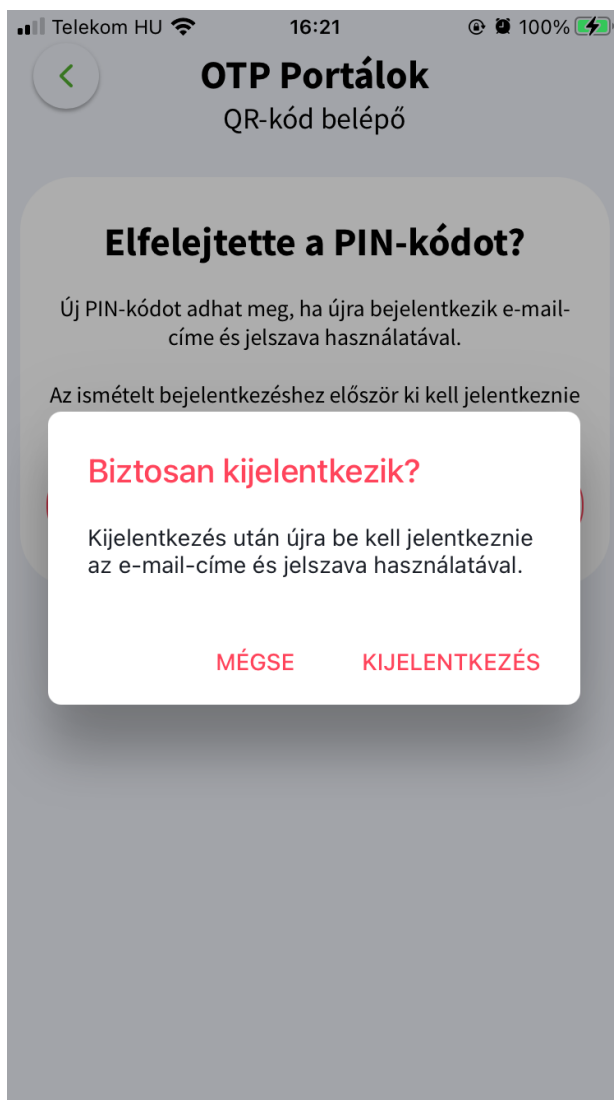 Telekom HU 16:21 100%
OTP Portálok
QR-kód belépő
Elfelejtette a PIN-kódot?
Új PIN-kódot adhat meg, ha újra bejelentkezik e-mail-
címe és jelszava használatával.
Az ismételt bejelentkezéshez először ki kell jelentkeznie
Biztosan kijelentkezik?
Kijelentkezés után újra be kell jelentkeznie
az e-mail-címe és jelszava használatával.
MÉGSE KIJELENTKEZÉS